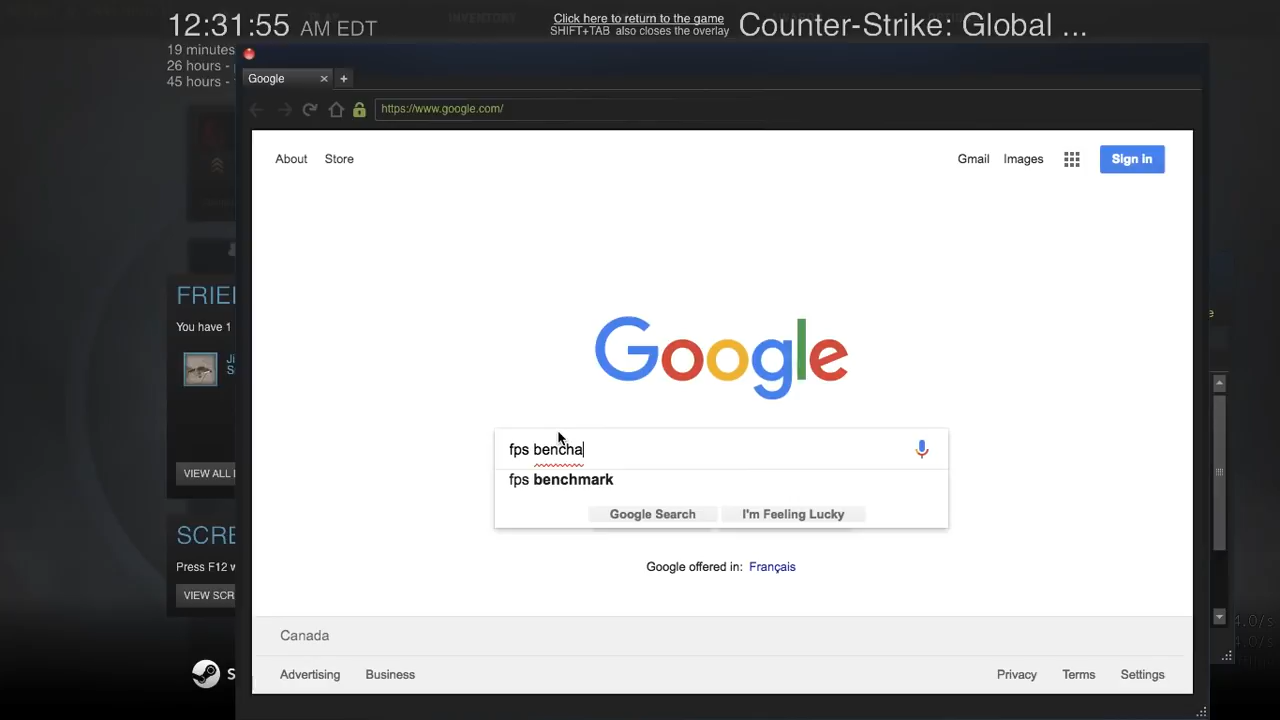 12:31:55 AM EDT
Click here to return to the game
SHIFT+TAB also closes the overlay
Counter-Strike: Global ...
19 minutes
26 hours -
45 hours -
Google
https://www.google.com/
About Store
Gmail Images Sign in
Google
fps bencha
fps benchmark
Google Search I'm Feeling Lucky
Google offered in: Français
Canada
Advertising Business
Privacy Terms Settings
FRIE
You have 1
VIEW ALL
SCRE
Press F12 w
VIEW SCR
INVENTORY
4.0/s